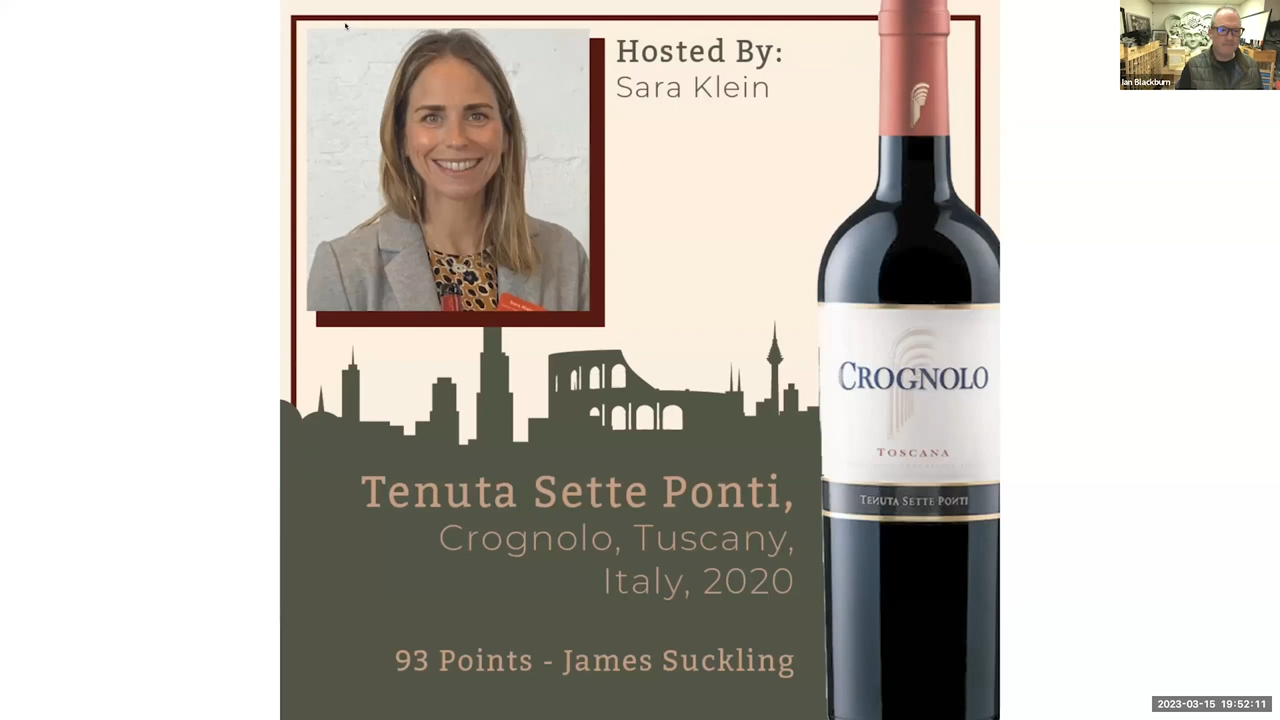 Hosted By:
Sara Klein
Ian Blackburn
CROGNOLO
TOSCANA
TENUTA SETTE PONTI
Tenuta Sette Ponti,
Crognolo, Tuscany,
Italy, 2020
93 Points - James Suckling
2023-03-15 19:52:11